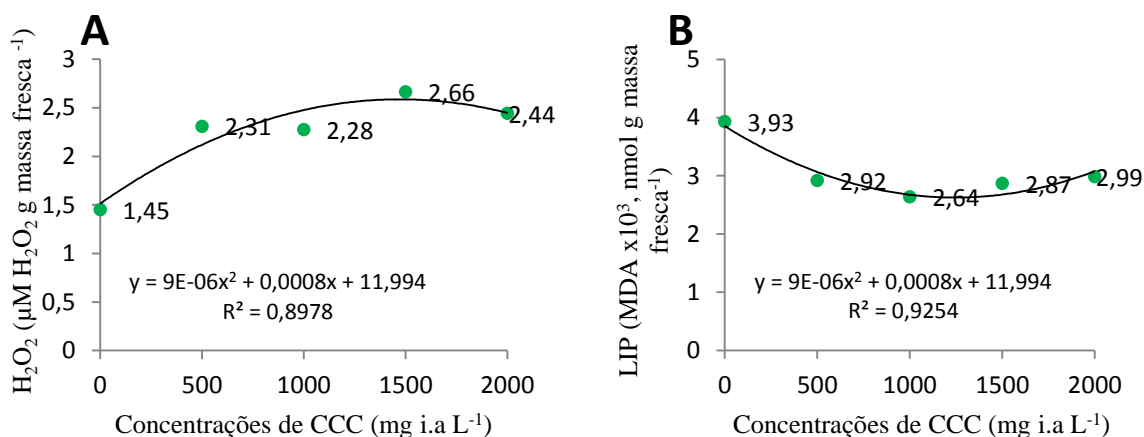 A
H₂O₂ (µM H₂O₂ g massa fresca ⁻¹)
3
2,5
2
1,5
1
0,5
0
1,45
2,31
2,28
2,66
2,44
y = 9E-06x² + 0,0008x + 11,994
R² = 0,8978
0 500 1000 1500 2000
Concentrações de CCC (mg i.a L⁻¹)
B
LIP (MDA x10³, nmol g massa
fresca⁻¹)
5
4
3
2
1
0
3,93
2,92
2,64
2,87
2,99
y = 9E-06x² + 0,0008x + 11,994
R² = 0,9254
0 500 1000 1500 2000
Concentrações de CCC (mg i.a L⁻¹)